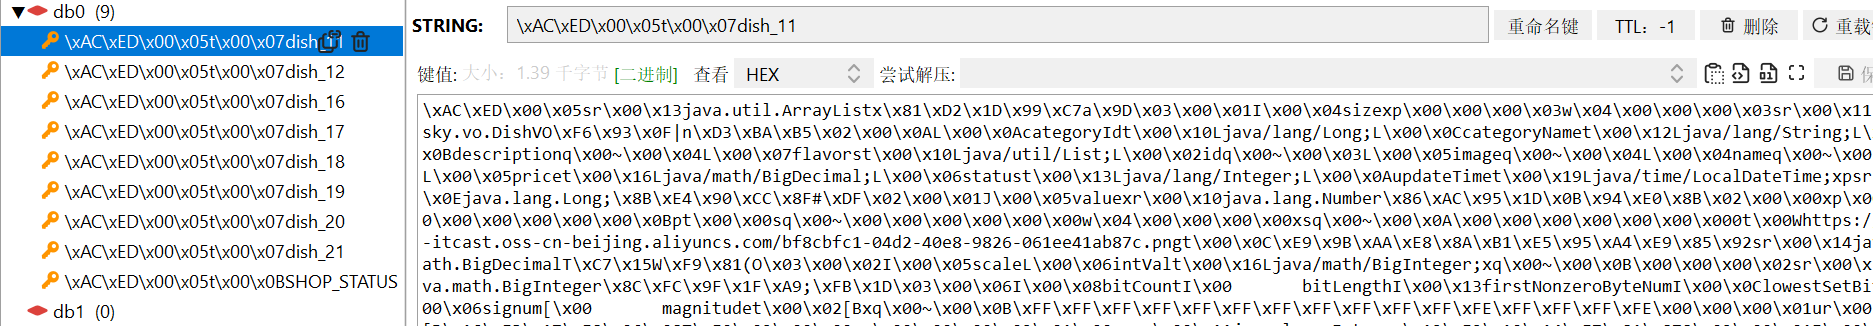 db0 (9)
\xAC\xED\x00\x05t\x00\x07dish_11
\xAC\xED\x00\x05t\x00\x07dish_12
\xAC\xED\x00\x05t\x00\x07dish_16
\xAC\xED\x00\x05t\x00\x07dish_17
\xAC\xED\x00\x05t\x00\x07dish_18
\xAC\xED\x00\x05t\x00\x07dish_19
\xAC\xED\x00\x05t\x00\x07dish_20
\xAC\xED\x00\x05t\x00\x07dish_21
\xAC\xED\x00\x05t\x00\x0BSHOP_STATUS
db1 (0)
STRING: \xAC\xED\x00\x05t\x00\x07dish_11 重命名键 TTL: -1 删除 重载
键值: 大小: 1.39 千字节 [二进制] 查看 HEX 尝试解压:
\xAC\xED\x00\x05sr\x00\x13java.util.ArrayListx\x81\xD2\x1D\x99\xC7a\x9D\x03\x00\x01I\x00\x04sizexp\x00\x00\x00\x03w\x04\x00\x00\x00\x03sr\x00\x11
sky.vo.DishVO\xF6\x93\x0F|n\xD3\xBA\xB5\x02\x00\x0AL\x00\x0AcategoryIdt\x00\x10Ljava/lang/Long;L\x00\x0CcategoryNamet\x00\x12Ljava/lang/String;L\
x0Bdescriptionq\x00~\x00\x04L\x00\x07flavorst\x00\x10Ljava/util/List;L\x00\x02idq\x00~\x00\x03L\x00\x05imageq\x00~\x00\x04L\x00\x04nameq\x00~\x00
L\x00\x05pricet\x00\x16Ljava/math/BigDecimal;L\x00\x06statust\x00\x13Ljava/lang/Integer;L\x00\x0AupdateTimet\x00\x19Ljava/time/LocalDateTime;xpsr
\x0Ejava.lang.Long;\x8B\xE4\x90\xCC\x8F#\xDF\x02\x00\x01J\x00\x05valuexr\x00\x10java.lang.Number\x86\xAC\x95\x1D\x0B\x94\xE0\x8B\x02\x00\x00xp\x0
0\x00\x00\x00\x00\x00\x0Bpt\x00\x00sq\x00~\x00\x00\x00\x00\x00\x00w\x04\x00\x00\x00\x00xsq\x00~\x00\x0A\x00\x00\x00\x00\x00\x00\x000t\x00Whttps:/
-itcast.oss-cn-beijing.aliyuncs.com/bf8cbfc1-04d2-40e8-9826-061ee41ab87c.pngt\x00\x0C\xE9\x9B\xAA\xE8\x8A\xB1\xE5\x95\xA4\xE9\x85\x92sr\x00\x14ja
ath.BigDecimalT\xC7\x15W\xF9\x81(O\x03\x00\x02I\x00\x05scaleL\x00\x06intValt\x00\x16Ljava/math/BigInteger;xq\x00~\x00\x0B\x00\x00\x00\x02sr\x00\x
va.math.BigInteger\x8C\xFC\x9F\x1F\xA9;\xFB\x1D\x03\x00\x06I\x00\x08bitCountI\x00 bitLengthI\x00\x13firstNonzeroByteNumI\x00\x0ClowestSetBi
00\x06signum[\x00 magnitudet\x00\x02[Bxq\x00~\x00\x0B\xFF\xFF\xFF\xFF\xFF\xFF\xFF\xFF\xFF\xFF\xFF\xFE\xFF\xFF\xFF\xFE\x00\x00\x00\x01ur\x00